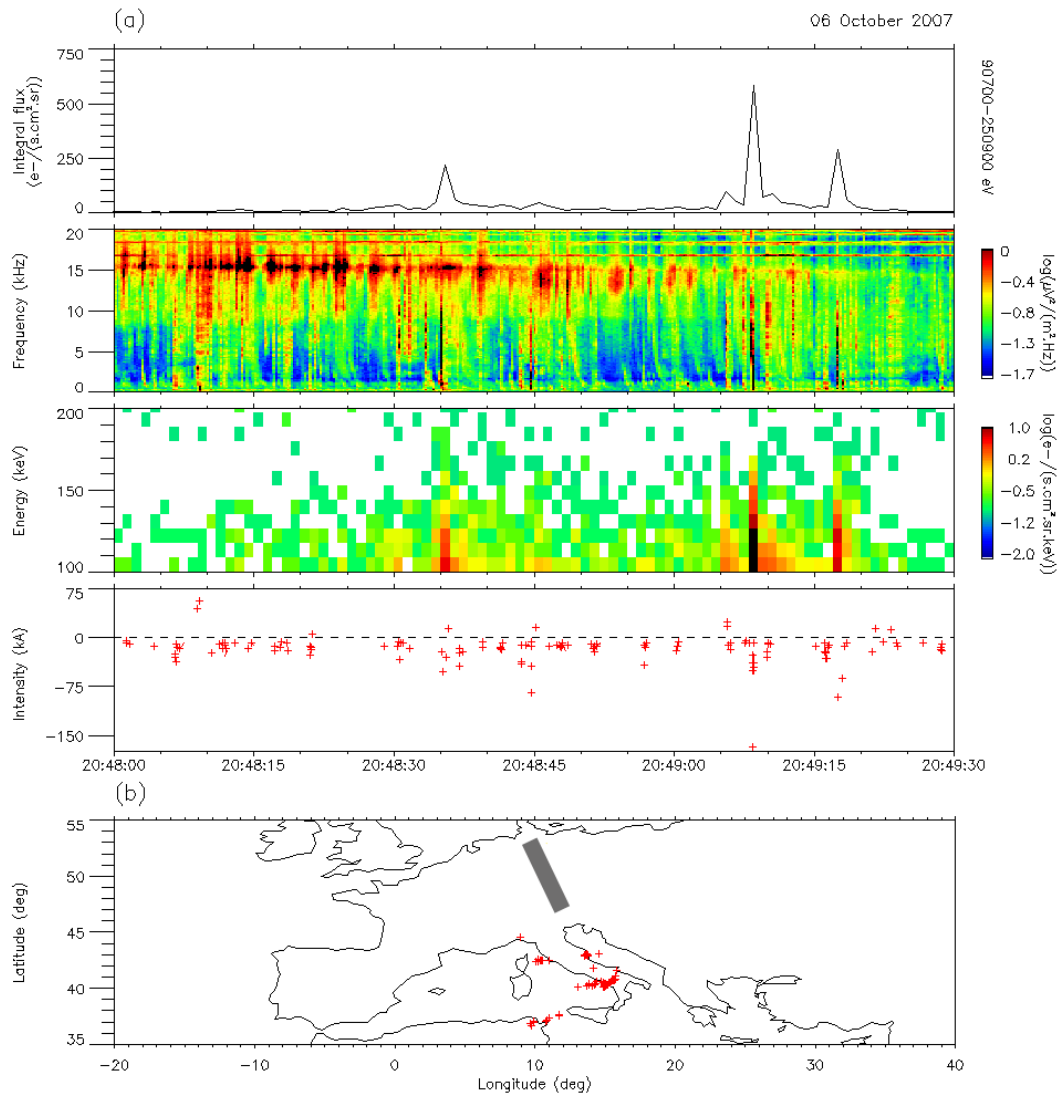 (a)
06 October 2007
750
500
250
0
Integral flux
(e−/(s.cm².sr))
90700−250900 eV
20
15
10
5
0
Frequency (kHz)
0
−0.4
−0.9
−1.3
−1.7
log(μV²/(m².Hz))
200
150
100
Energy (keV)
1.0
0.2
−0.5
−1.2
−2.0
log(e−/(s.cm².sr.keV))
75
0
−75
−150
Intensity (kA)
20:48:00 20:48:15 20:48:30 20:48:45 20:49:00 20:49:15 20:49:30
(b)
55
50
45
40
35
Latitude (deg)
−20 −10 0 10 20 30 40
Longitude (deg)